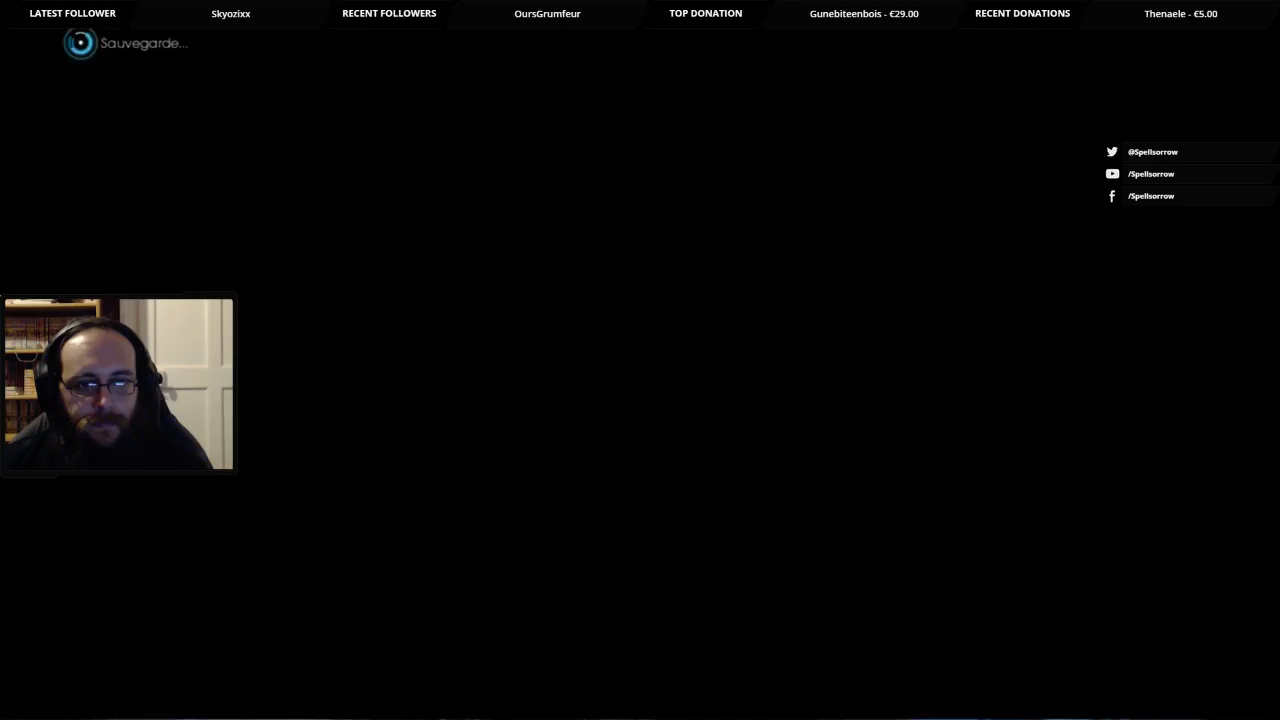 LATEST FOLLOWER Skyozixx RECENT FOLLOWERS OursGrumfeur TOP DONATION Gunebiteenbois - €29.00 RECENT DONATIONS Thenaele - €5.00
Sauvegarde...
@Spellsorrow
/Spellsorrow
/Spellsorrow